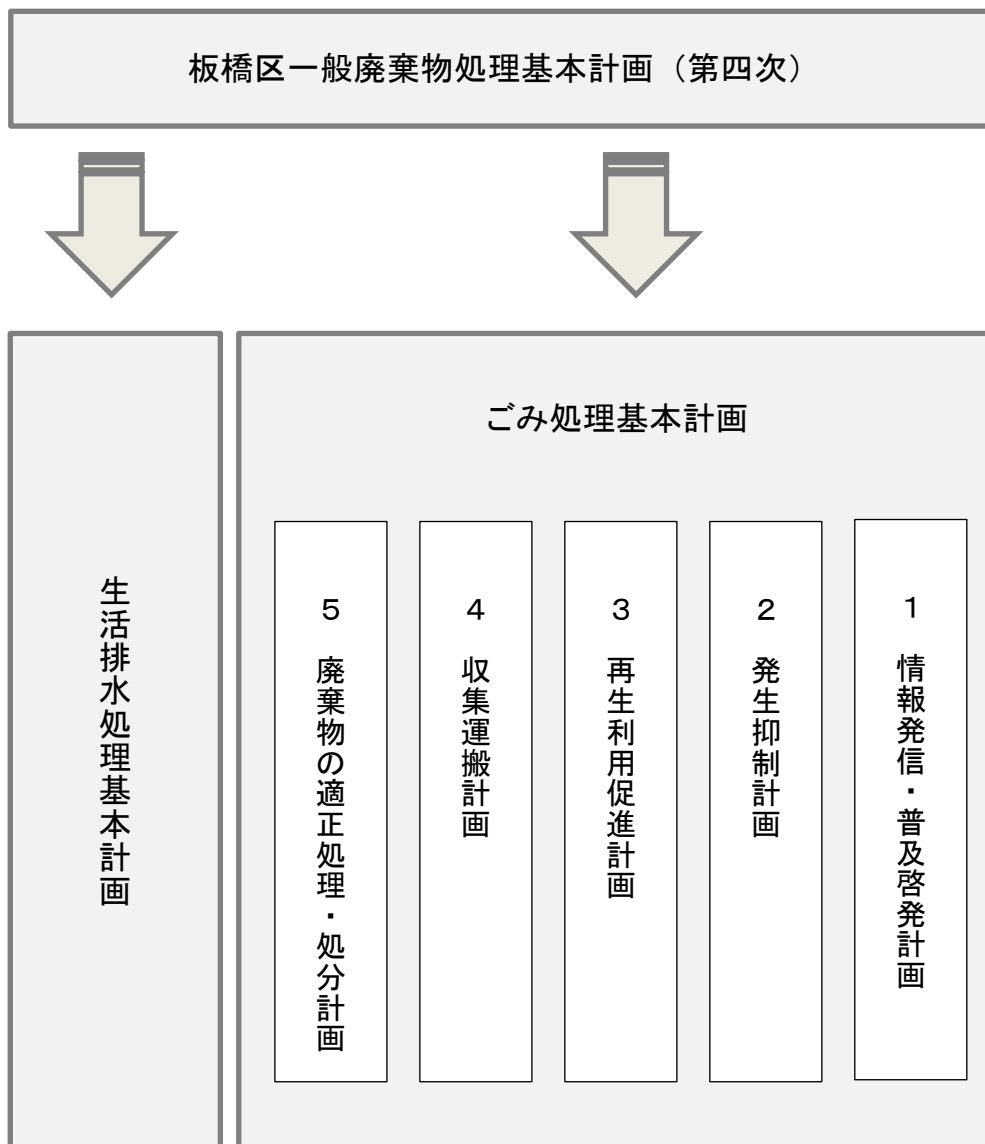 板橋区一般廃棄物処理基本計画（第四次）
ごみ処理基本計画
１　情報発信・普及啓発計画
２　発生抑制計画
３　再生利用促進計画
４　収集運搬計画
５　廃棄物の適正処理・処分計画
生活排水処理基本計画